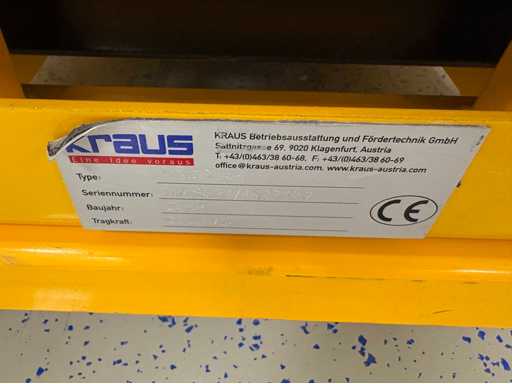 KRAUS
Eine Idee voraus
KRAUS Betriebsausstattung und Fördertechnik GmbH
Saßnitgasse 69, 9020 Klagenfurt, Austria
T: +43/(0)463/38 60-68, F: +43/(0)463/38 60-69
office@kraus-austria.com, www.kraus-austria.com
Type:
Seriennummer:
Baujahr:
Tragkraft:
CE